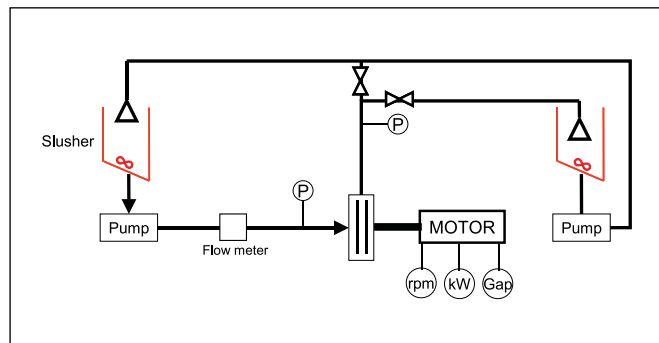 P
Slusher
P
Pump
Flow meter
MOTOR
Pump
rpm
kW
Gap